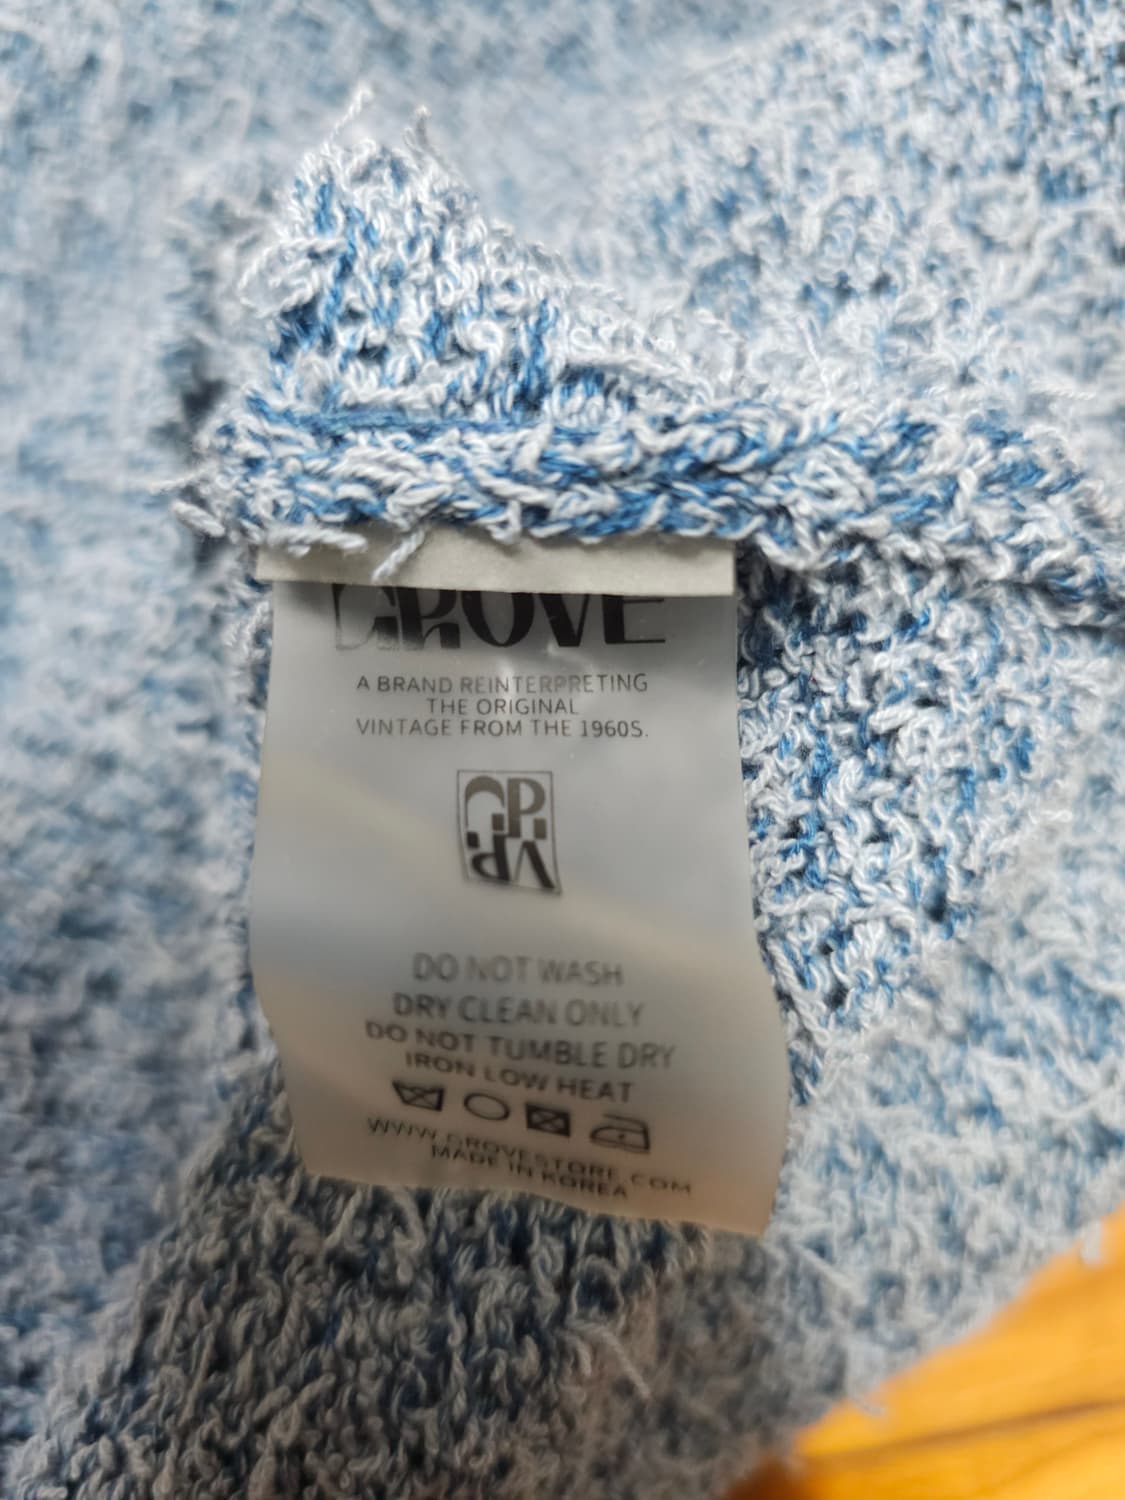 GROVE
A BRAND REINTERPRETING
THE ORIGINAL
VINTAGE FROM THE 1960S.
DO NOT WASH
DRY CLEAN ONLY
DO NOT TUMBLE DRY
IRON LOW HEAT
WWW.GROVESTORE.COM
MADE IN KOREA